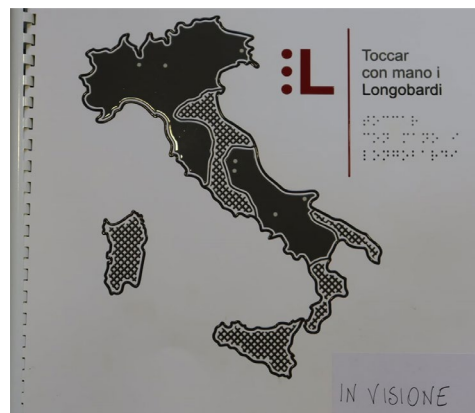 L
Toccar
con mano i
Longobardi
⠞⠕⠉⠉⠁⠗
⠉⠕⠝ ⠍⠁⠝⠕ ⠊
⠇⠕⠝⠛⠕⠃⠁⠗⠙⠊
IN VISIONE